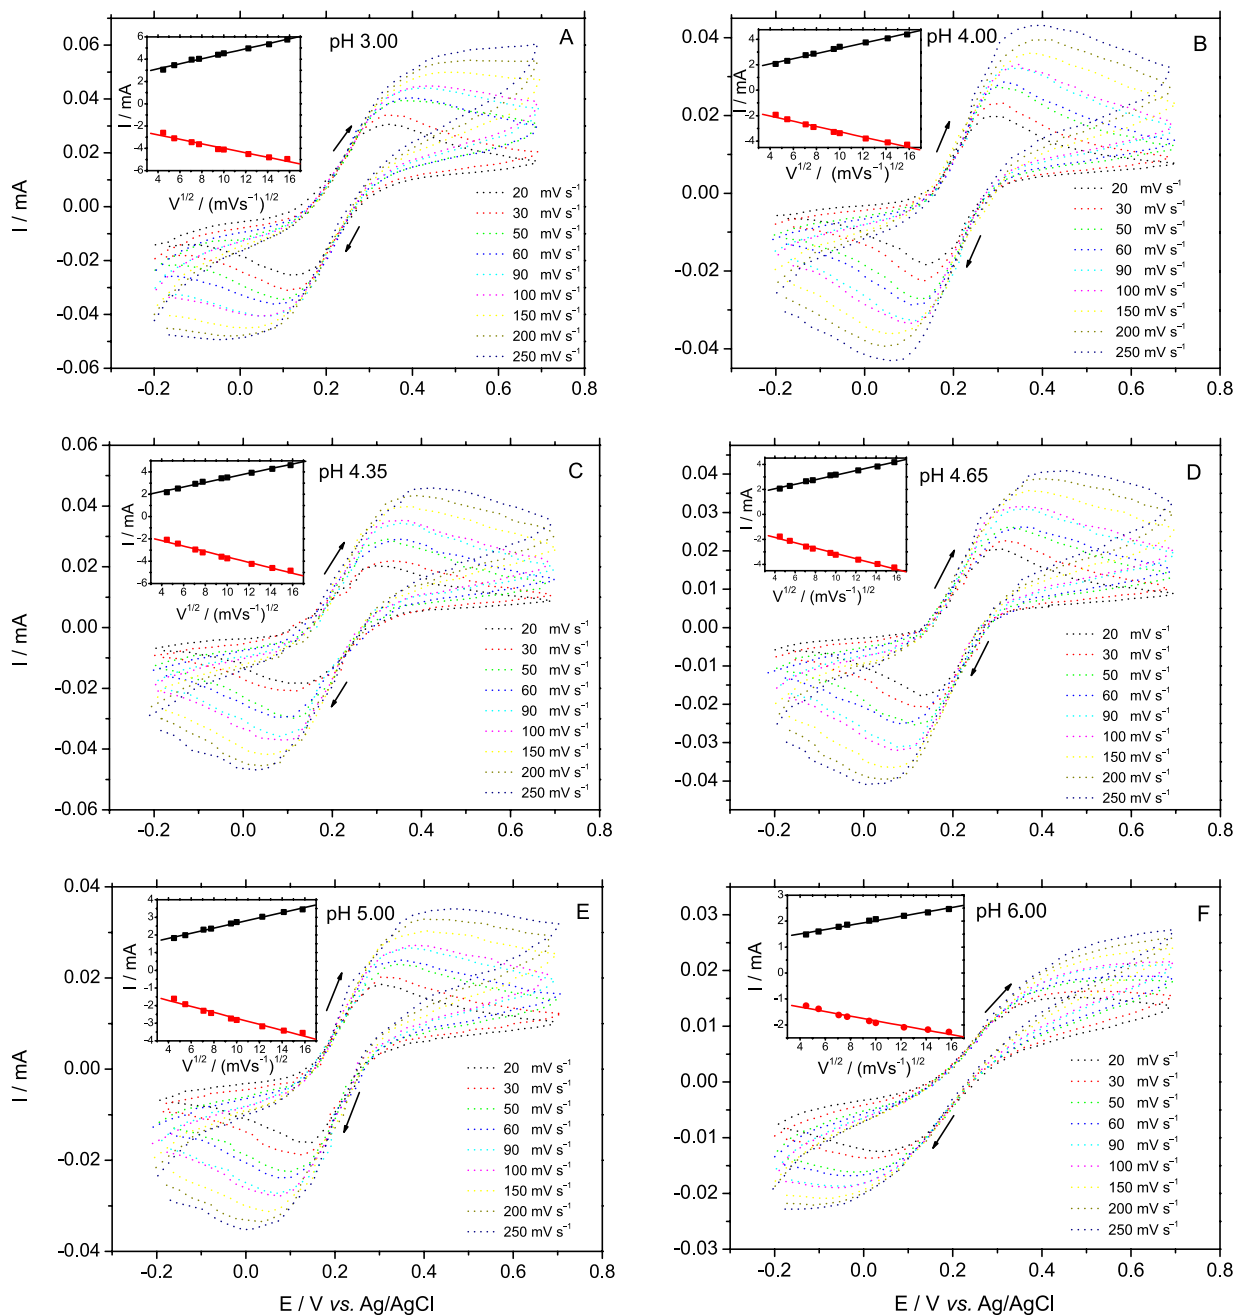 A
pH 3.00
I / mA
6
4
2
0
-2
-4
-6
4 6 8 10 12 14 16
V1/2 / (mVs−1)1/2
I / mA
0.06
0.04
0.02
0.00
-0.02
-0.04
-0.06
-0.2 0.0 0.2 0.4 0.6 0.8
20 mV s−1
30 mV s−1
50 mV s−1
60 mV s−1
90 mV s−1
100 mV s−1
150 mV s−1
200 mV s−1
250 mV s−1
B
pH 4.00
I / mA
4
2
0
-2
-4
4 6 8 10 12 14 16
V1/2 / (mVs−1)1/2
0.04
0.02
0.00
-0.02
-0.04
-0.2 0.0 0.2 0.4 0.6 0.8
20 mV s−1
30 mV s−1
50 mV s−1
60 mV s−1
90 mV s−1
100 mV s−1
150 mV s−1
200 mV s−1
250 mV s−1
C
pH 4.35
I / mA
4
2
0
-2
-4
-6
4 6 8 10 12 14 16
V1/2 / (mVs−1)1/2
I / mA
0.06
0.04
0.02
0.00
-0.02
-0.04
-0.06
-0.2 0.0 0.2 0.4 0.6 0.8
20 mV s−1
30 mV s−1
50 mV s−1
60 mV s−1
90 mV s−1
100 mV s−1
150 mV s−1
200 mV s−1
250 mV s−1
D
pH 4.65
I / mA
4
2
0
-2
-4
4 6 8 10 12 14 16
V1/2 / (mVs−1)1/2
0.04
0.03
0.02
0.01
0.00
-0.01
-0.02
-0.03
-0.04
-0.2 0.0 0.2 0.4 0.6 0.8
20 mV s−1
30 mV s−1
50 mV s−1
60 mV s−1
90 mV s−1
100 mV s−1
150 mV s−1
200 mV s−1
250 mV s−1
E
pH 5.00
I / mA
4
3
2
1
0
-1
-2
-3
-4
4 6 8 10 12 14 16
V1/2 / (mVs−1)1/2
I / mA
0.04
0.02
0.00
-0.02
-0.04
-0.2 0.0 0.2 0.4 0.6 0.8
20 mV s−1
30 mV s−1
50 mV s−1
60 mV s−1
90 mV s−1
100 mV s−1
150 mV s−1
200 mV s−1
250 mV s−1
E / V vs. Ag/AgCl
F
pH 6.00
I / mA
3
2
1
0
-1
-2
4 6 8 10 12 14 16
V1/2 / (mVs−1)1/2
0.03
0.02
0.01
0.00
-0.01
-0.02
-0.03
-0.2 0.0 0.2 0.4 0.6 0.8
20 mV s−1
30 mV s−1
50 mV s−1
60 mV s−1
90 mV s−1
100 mV s−1
150 mV s−1
200 mV s−1
250 mV s−1
E / V vs. Ag/AgCl